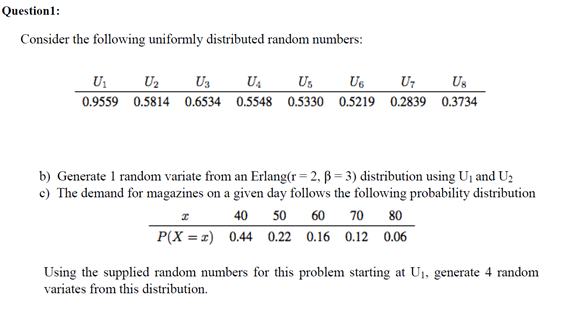 Question1:
Consider the following uniformly distributed random numbers:
U₁ U₂ U₃ U₄ U₅ U₆ U₇ U₈
0.9559 0.5814 0.6534 0.5548 0.5330 0.5219 0.2839 0.3734
b) Generate 1 random variate from an Erlang(r = 2, β = 3) distribution using U₁ and U₂
c) The demand for magazines on a given day follows the following probability distribution
x 40 50 60 70 80
P(X = x) 0.44 0.22 0.16 0.12 0.06
Using the supplied random numbers for this problem starting at U₁, generate 4 random
variates from this distribution.